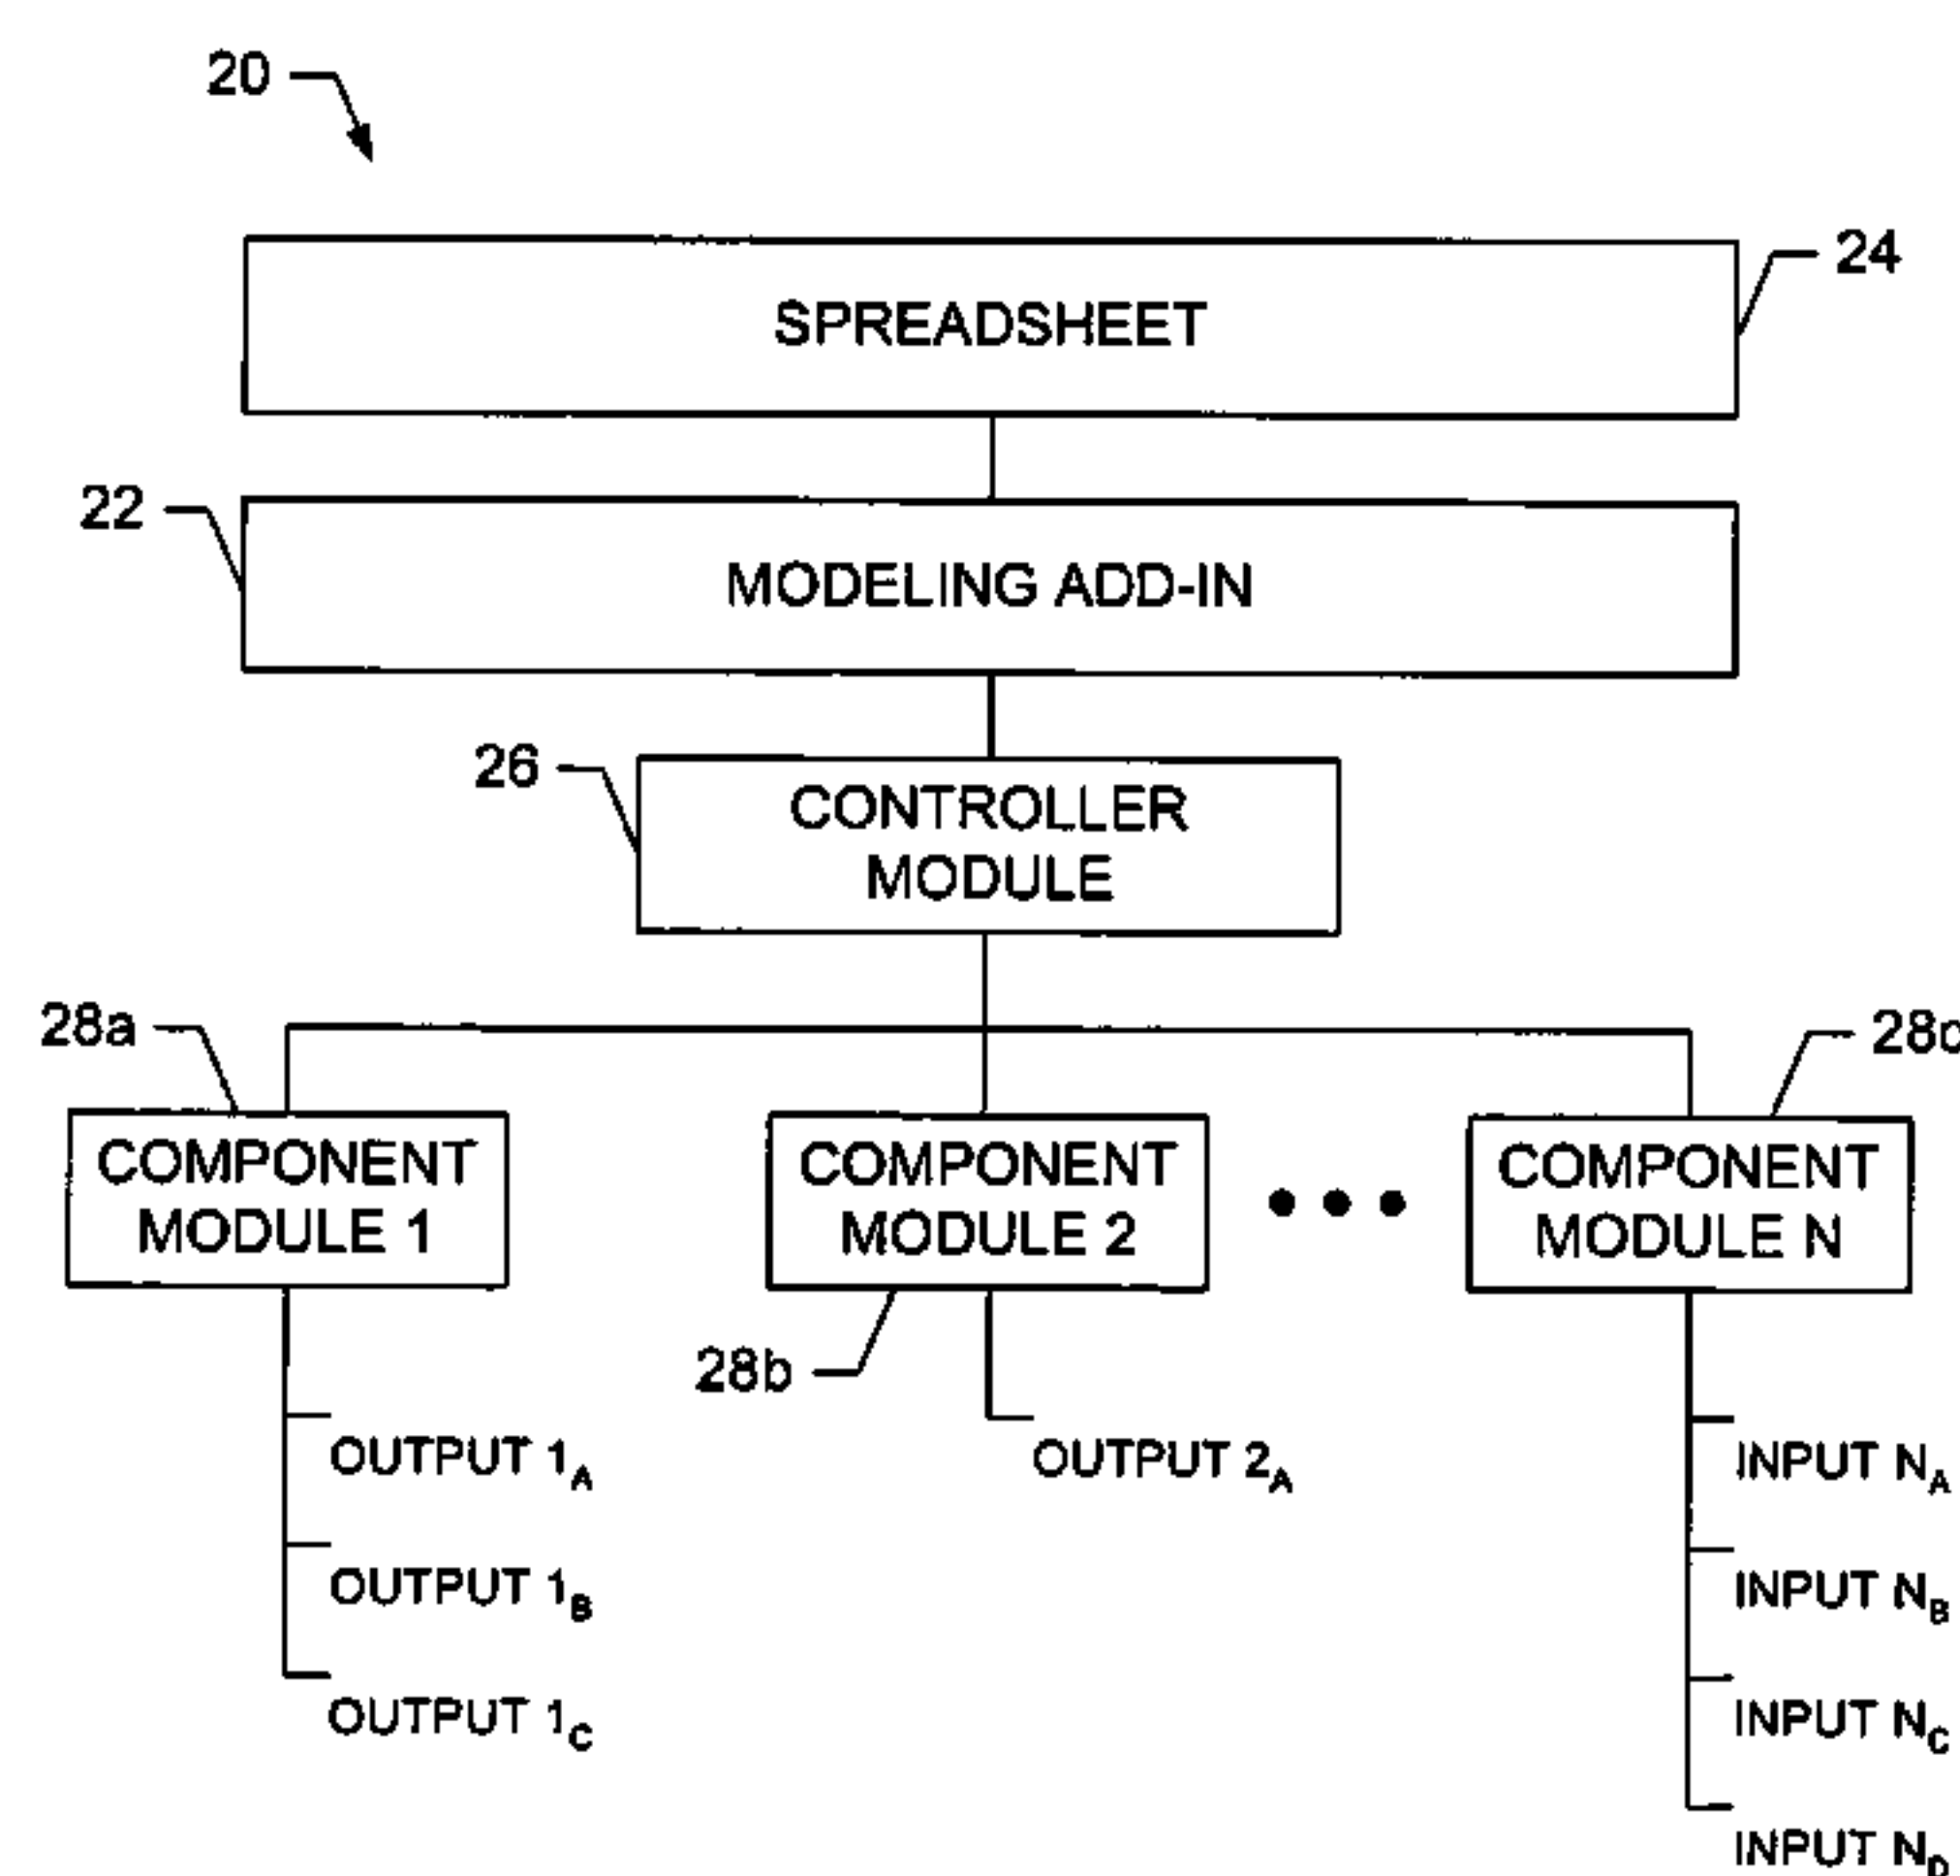 20
SPREADSHEET
24
22
MODELING ADD-IN
26
CONTROLLER
MODULE
28a
28c
COMPONENT
MODULE 1
COMPONENT
MODULE 2
COMPONENT
MODULE N
28b
OUTPUT 1A
OUTPUT 2A
INPUT NA
OUTPUT 1B
INPUT NB
OUTPUT 1C
INPUT NC
INPUT ND